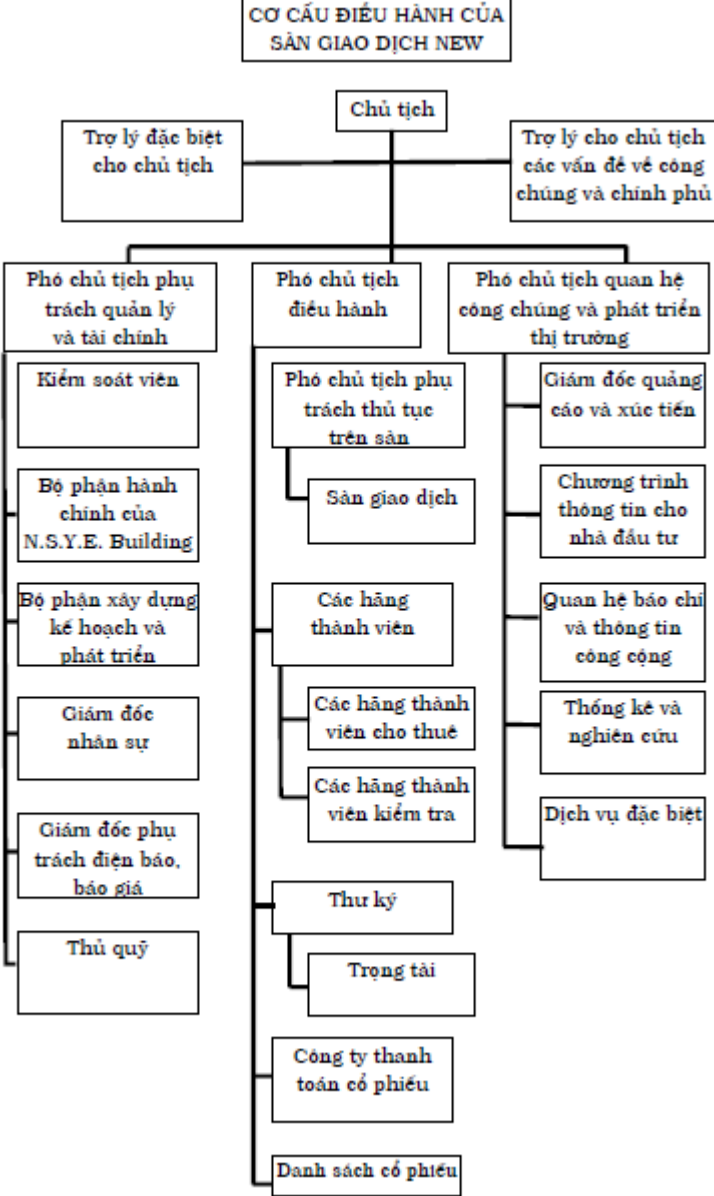 CƠ CẤU ĐIỀU HÀNH CỦA
SÀN GIAO DỊCH NEW
Chủ tịch
Trợ lý đặc biệt
cho chủ tịch
Trợ lý cho chủ tịch
các vấn đề về công
chúng và chính phủ
Phó chủ tịch phụ
trách quản lý
và tài chính
Kiểm soát viên
Bộ phận hành
chính của
N.S.Y.E. Building
Bộ phận xây dựng
kế hoạch và
phát triển
Giám đốc
nhân sự
Giám đốc phụ
trách điện báo,
báo giá
Thủ quỹ
Phó chủ tịch
điều hành
Phó chủ tịch phụ
trách thủ tục
trên sàn
Sàn giao dịch
Các hãng
thành viên
Các hãng thành
viên cho thuê
Các hãng thành
viên kiểm tra
Thư ký
Trọng tài
Công ty thanh
toán cổ phiếu
Danh sách cổ phiếu
Phó chủ tịch quan hệ
công chúng và phát triển
thị trường
Giám đốc quảng
cáo và xúc tiến
Chương trình
thông tin cho
nhà đầu tư
Quan hệ báo chí
và thông tin
công cộng
Thống kê và
nghiên cứu
Dịch vụ đặc biệt